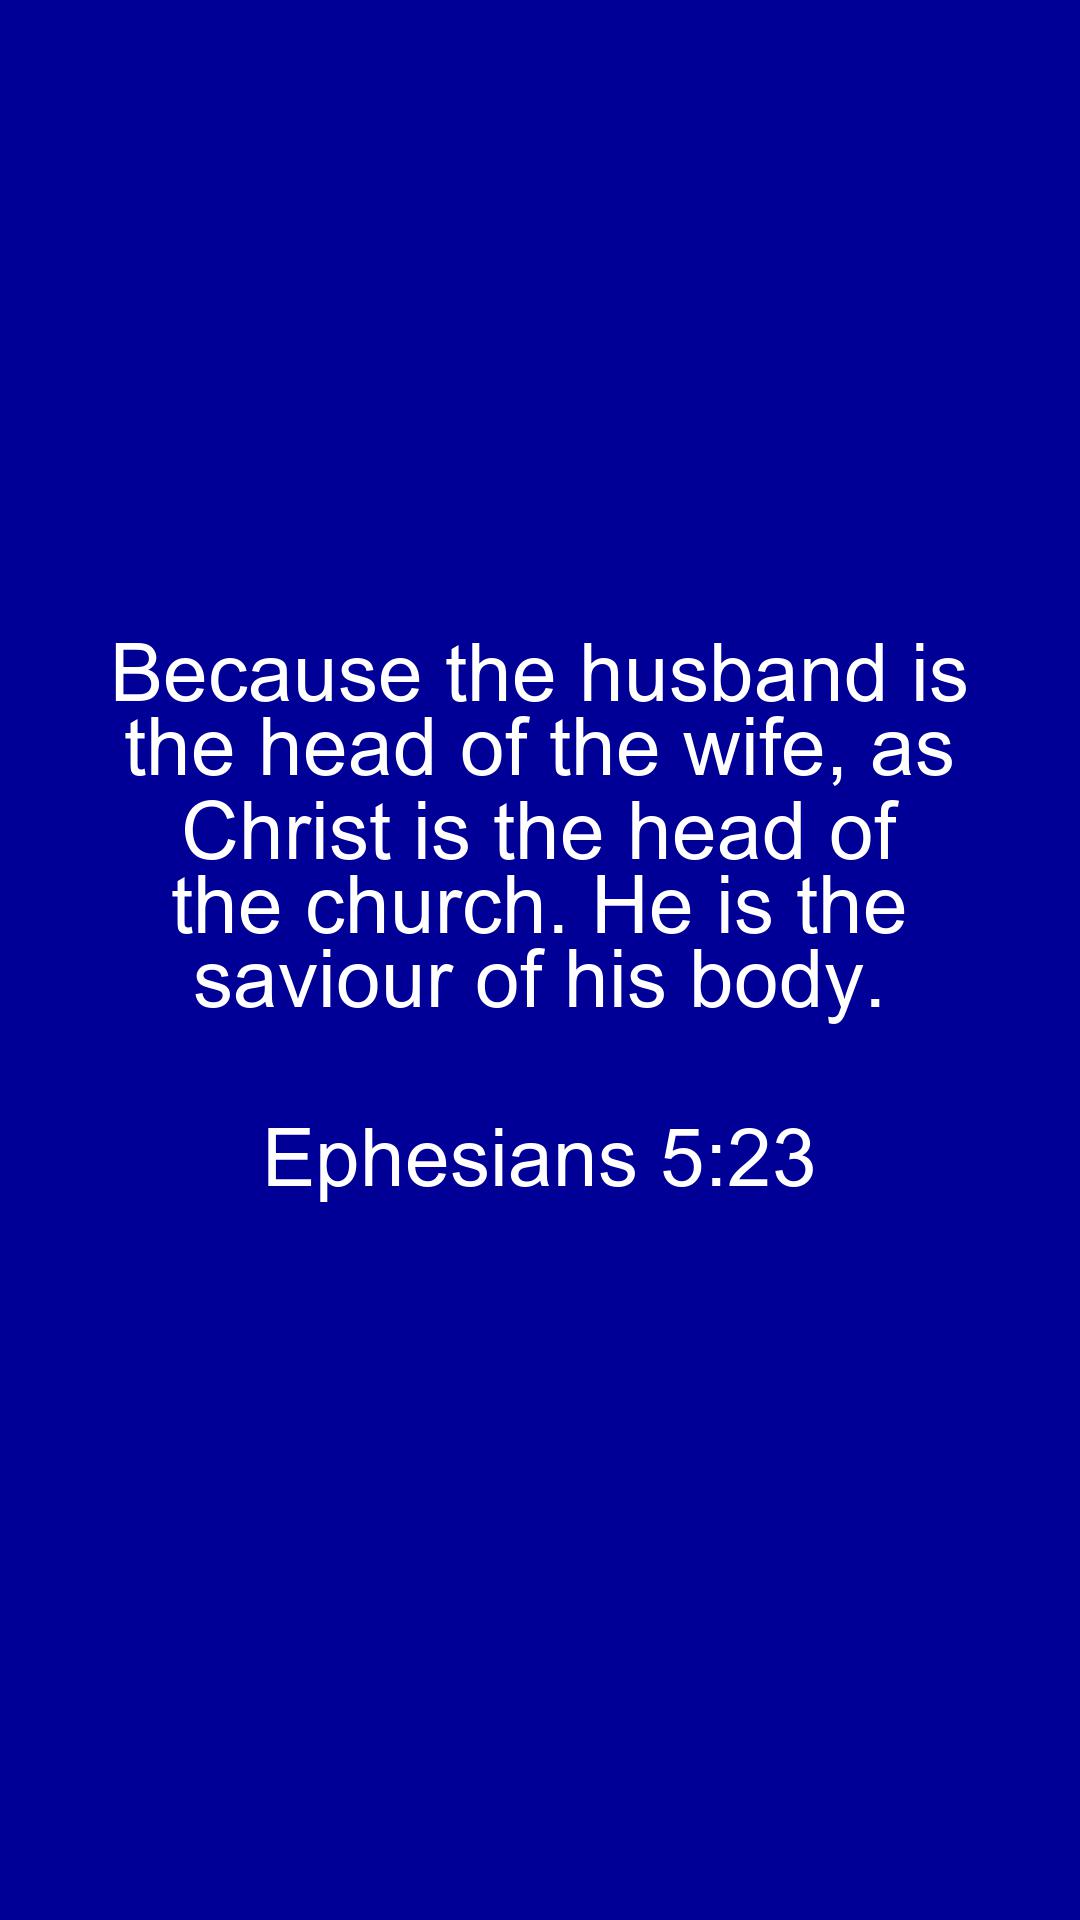 Because the husband is
the head of the wife, as
Christ is the head of
the church. He is the
saviour of his body.
Ephesians 5:23